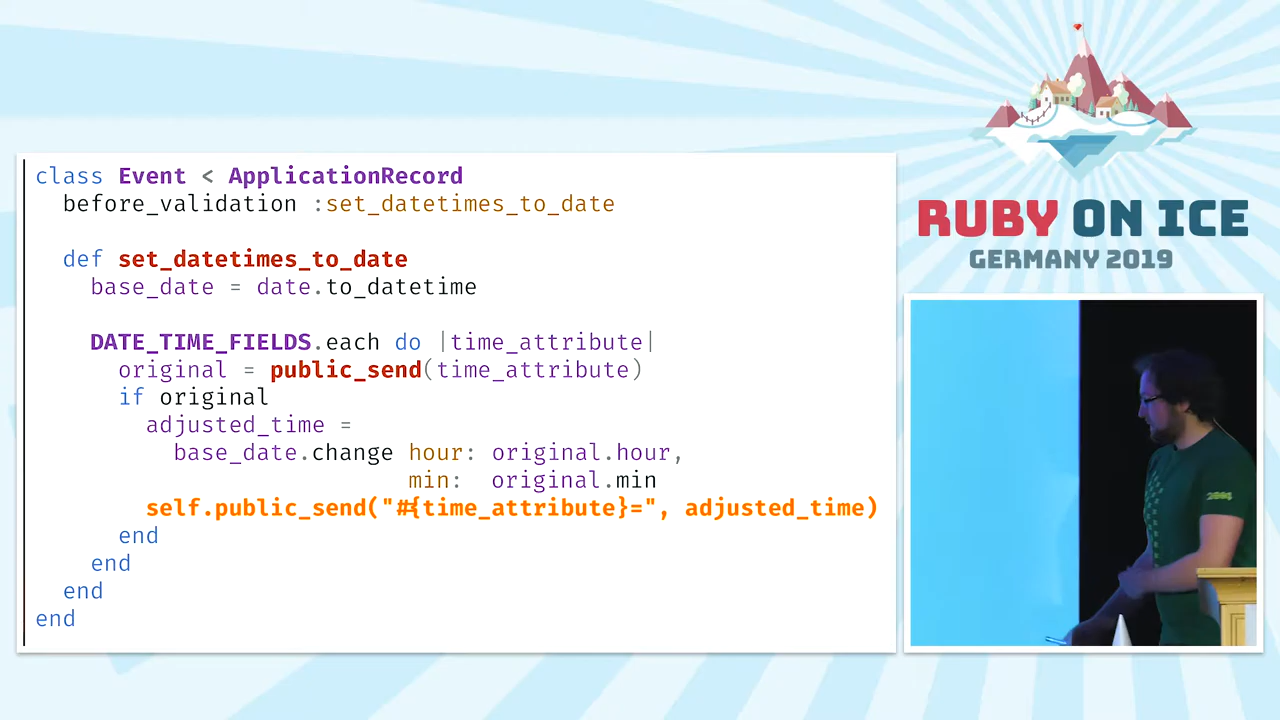 class Event < ApplicationRecord
  before_validation :set_datetimes_to_date

  def set_datetimes_to_date
    base_date = date.to_datetime

    DATE_TIME_FIELDS.each do |time_attribute|
      original = public_send(time_attribute)
      if original
        adjusted_time =
          base_date.change hour: original.hour,
                           min:  original.min
        self.public_send("#{time_attribute}=", adjusted_time)
      end
    end
  end
end
RUBY ON ICE
GERMANY 2019